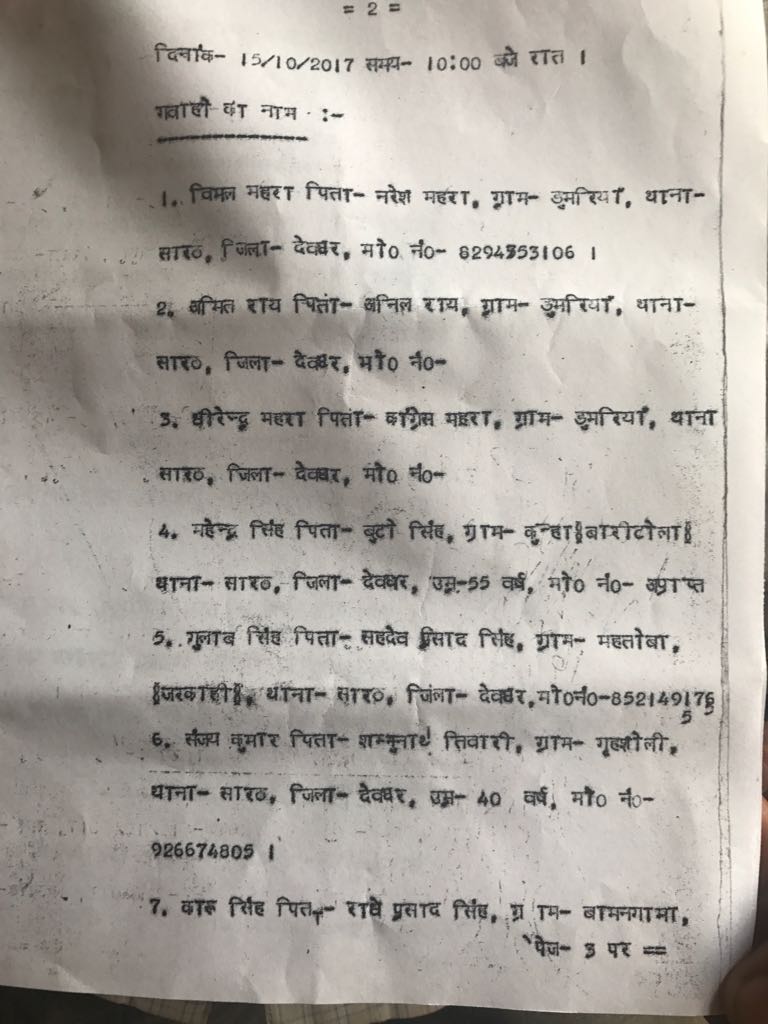 = 2 =
दिनांक- 15/10/2017 समय- 10:00 बजे रात ।
गवाहों का नाम :-
1. विमल महरा पिता- नरेश महरा, ग्राम- डुमरियाँ, थाना-
सारठ, जिला- देवघर, मो0 नं0- 8294353106 ।
2. अमित राय पिता- अनिल राय, ग्राम- डुमरियाँ, थाना-
सारठ, जिला- देवघर, मो0 नं0-
3. धीरेन्द्र महरा पिता- कांग्रेस महरा, ग्राम- डुमरियाँ, थाना
सारठ, जिला- देवघर, मो0 नं0-
4. महेन्द्र सिंह पिता- बुटो सिंह, ग्राम- कुन्हा (बारीटोला)
थाना- सारठ, जिला- देवघर, उम्र-55 वर्ष, मो0 नं0- अप्राप्त
5. गुलाब सिंह पिता- सहदेव प्रसाद सिंह, ग्राम- महतोबा,
(जरकाही), थाना- सारठ, जिला- देवघर,मो0नं0-
6. संजय कुमार पिता- शम्भुनाथ तिवारी, ग्राम-
थाना- सारठ, जिला- देवघर, उम्र- 40 वर्ष, मो0 नं0-
926674805 ।
7. कारू सिंह पिता- राधे प्रसाद सिंह, ग्राम- बामनगामा,
पेज- 3 पर ==